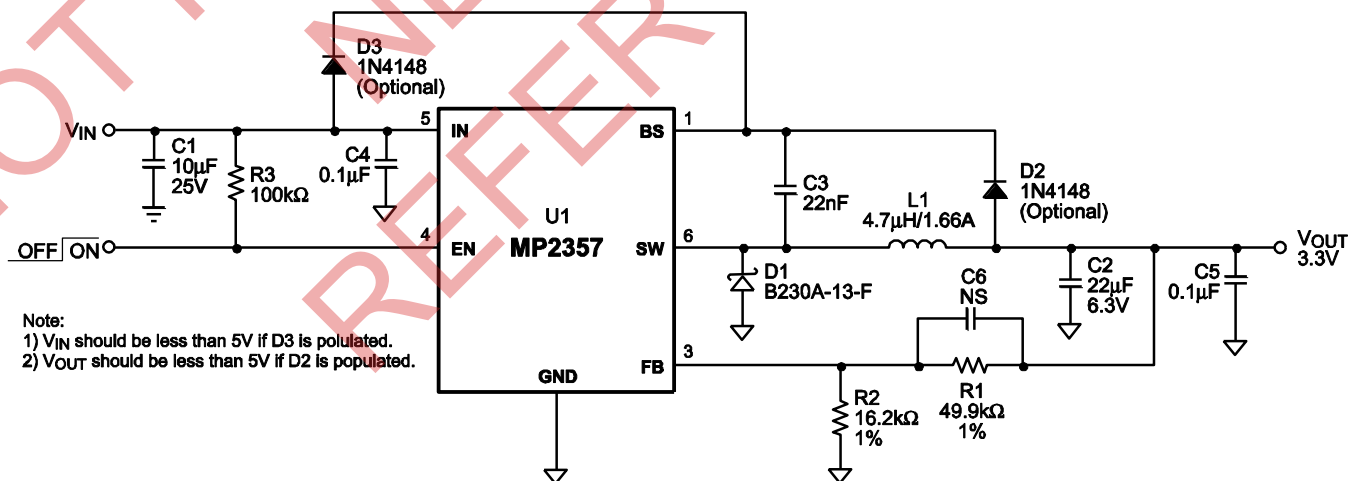 NOT
NE
REFER
D3
1N4148
(Optional)
VIN
C1
10µF
25V
R3
100kΩ
C4
0.1µF
5
IN
BS
1
C3
22nF
D2
1N4148
(Optional)
U1
MP2357
L1
4.7µH/1.66A
OFF ON
4
EN
SW
6
D1
B230A-13-F
C6
NS
C2
22µF
6.3V
C5
0.1µF
VOUT
3.3V
Note:
1) VIN should be less than 5V if D3 is polulated.
2) VOUT should be less than 5V if D2 is populated.
FB
3
GND
R2
16.2kΩ
1%
R1
49.9kΩ
1%